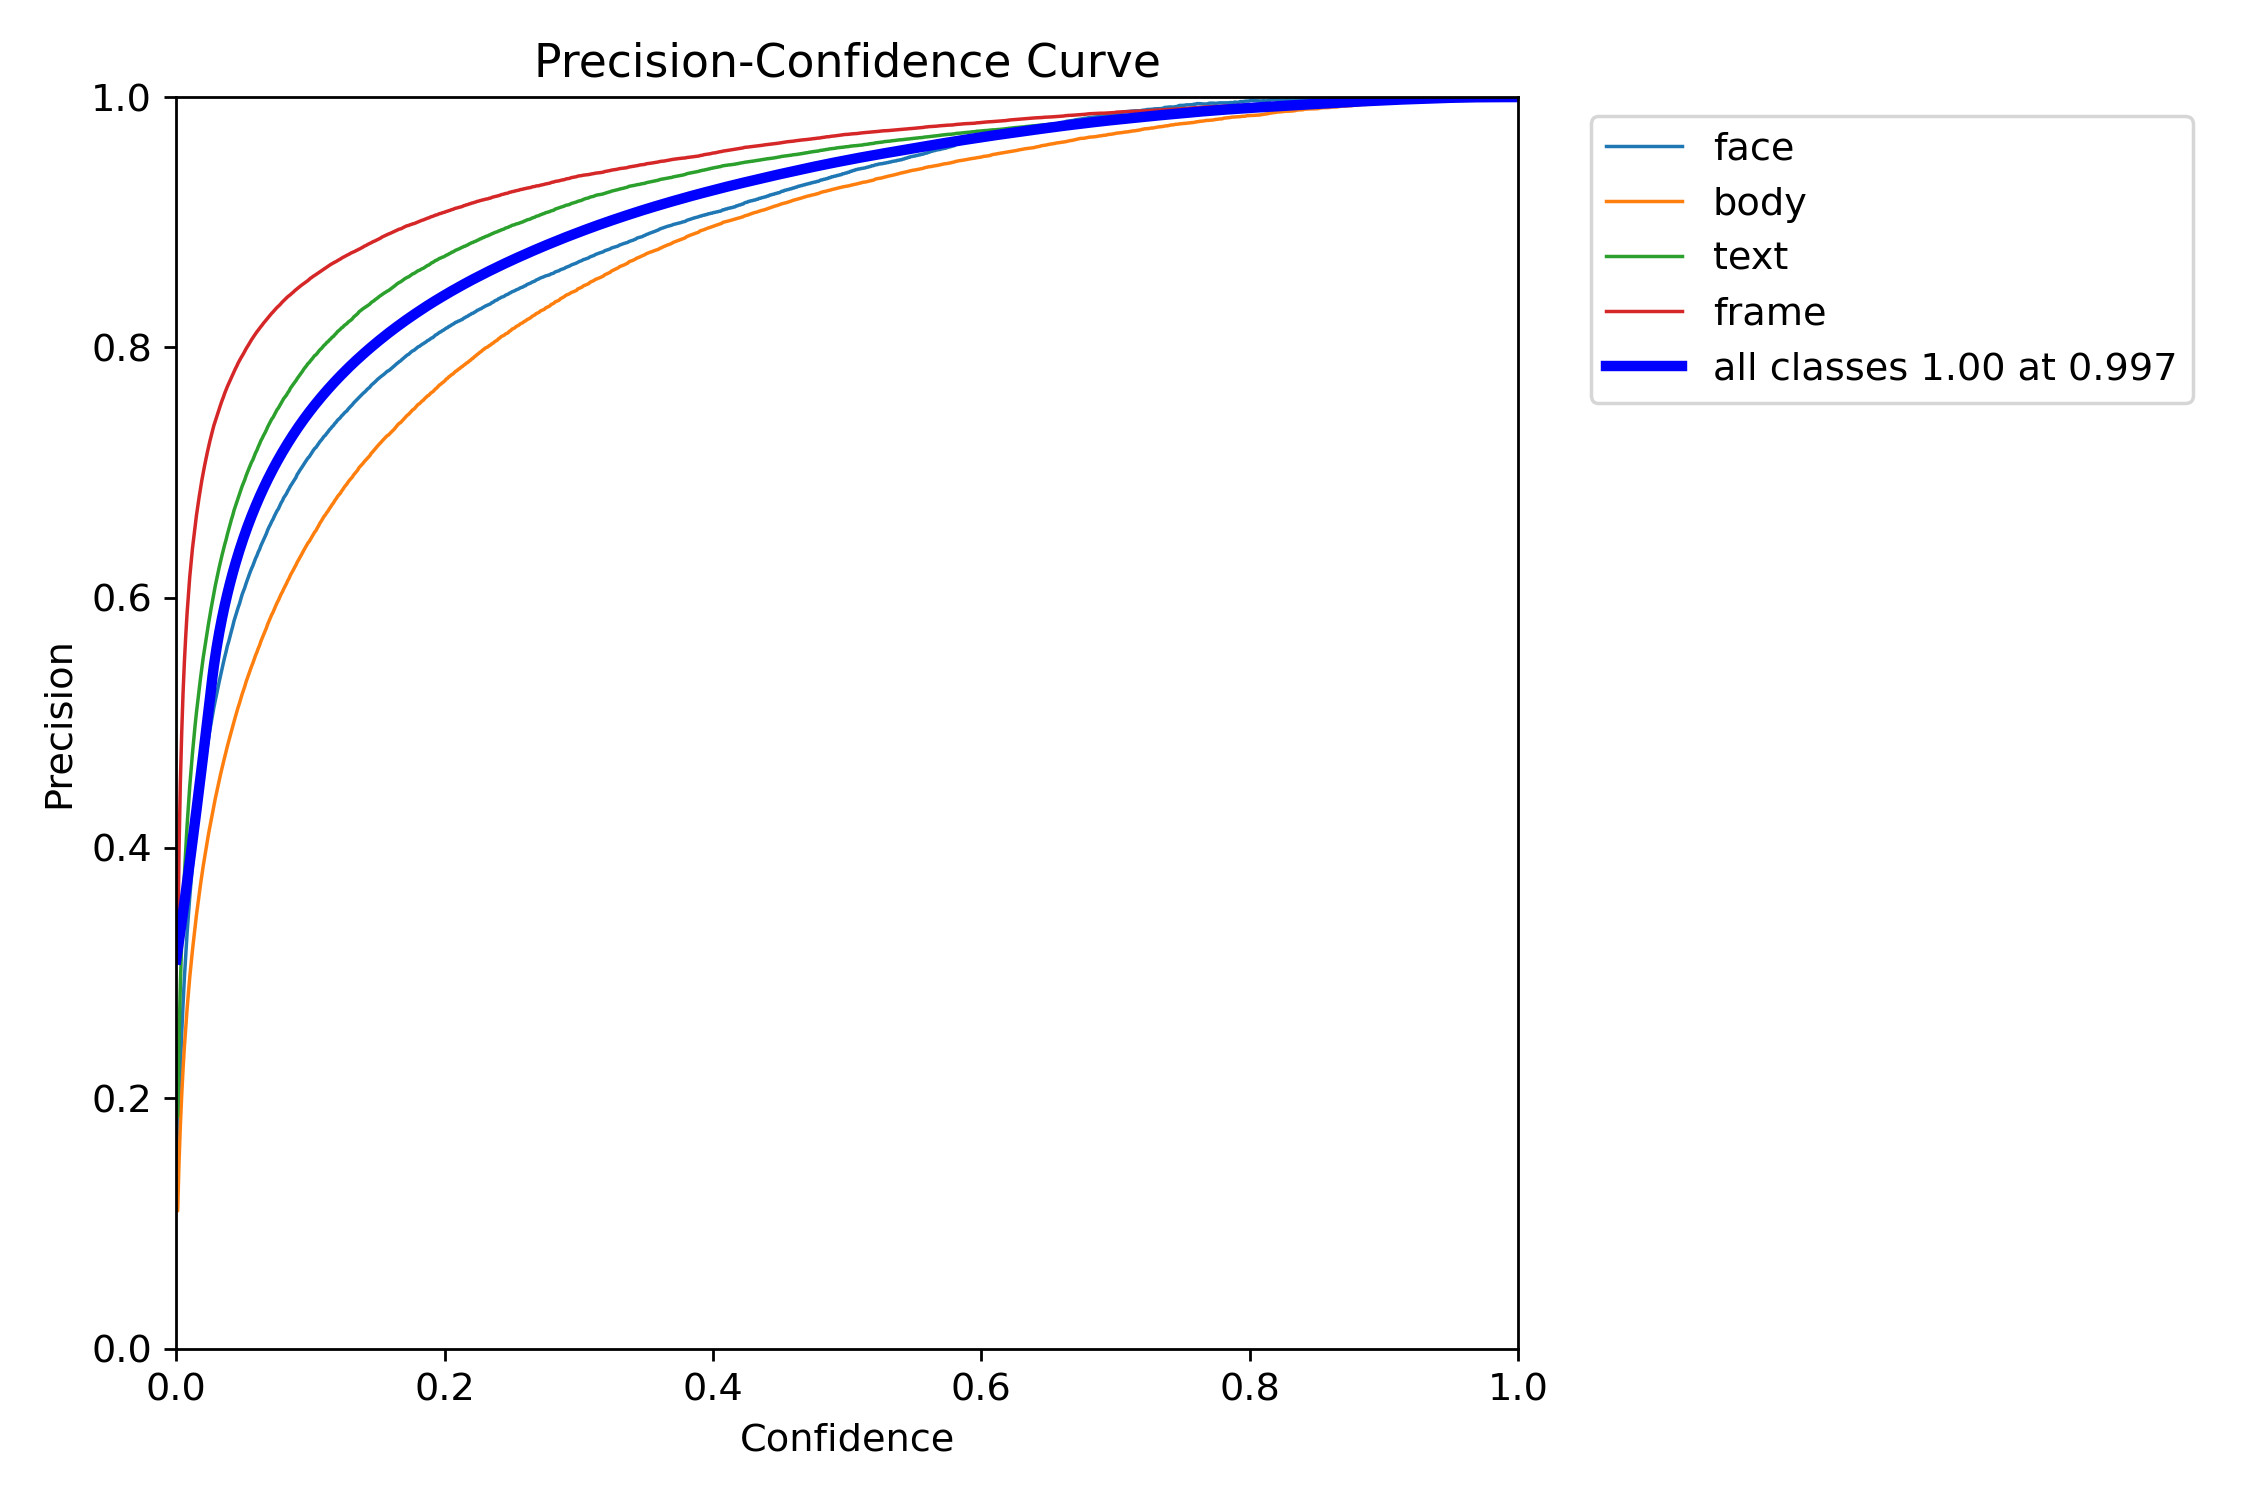 Precision-Confidence Curve
1.0
0.8
0.6
0.4
0.2
0.0
Precision
0.0 0.2 0.4 0.6 0.8 1.0
Confidence
face
body
text
frame
all classes 1.00 at 0.997